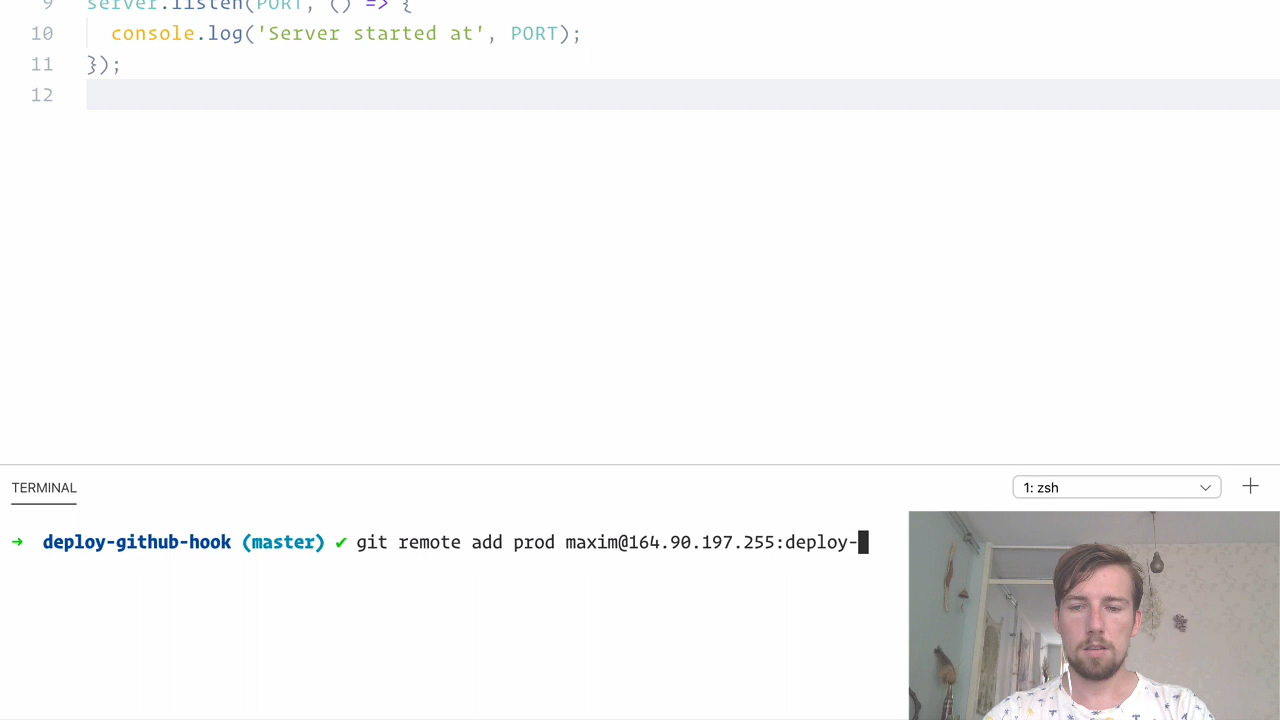 9 server.listen(PORT, () => {
10 console.log('Server started at', PORT);
11 });
12
TERMINAL
1: zsh
→ deploy-github-hook (master) ✔ git remote add prod maxim@164.90.197.255:deploy-